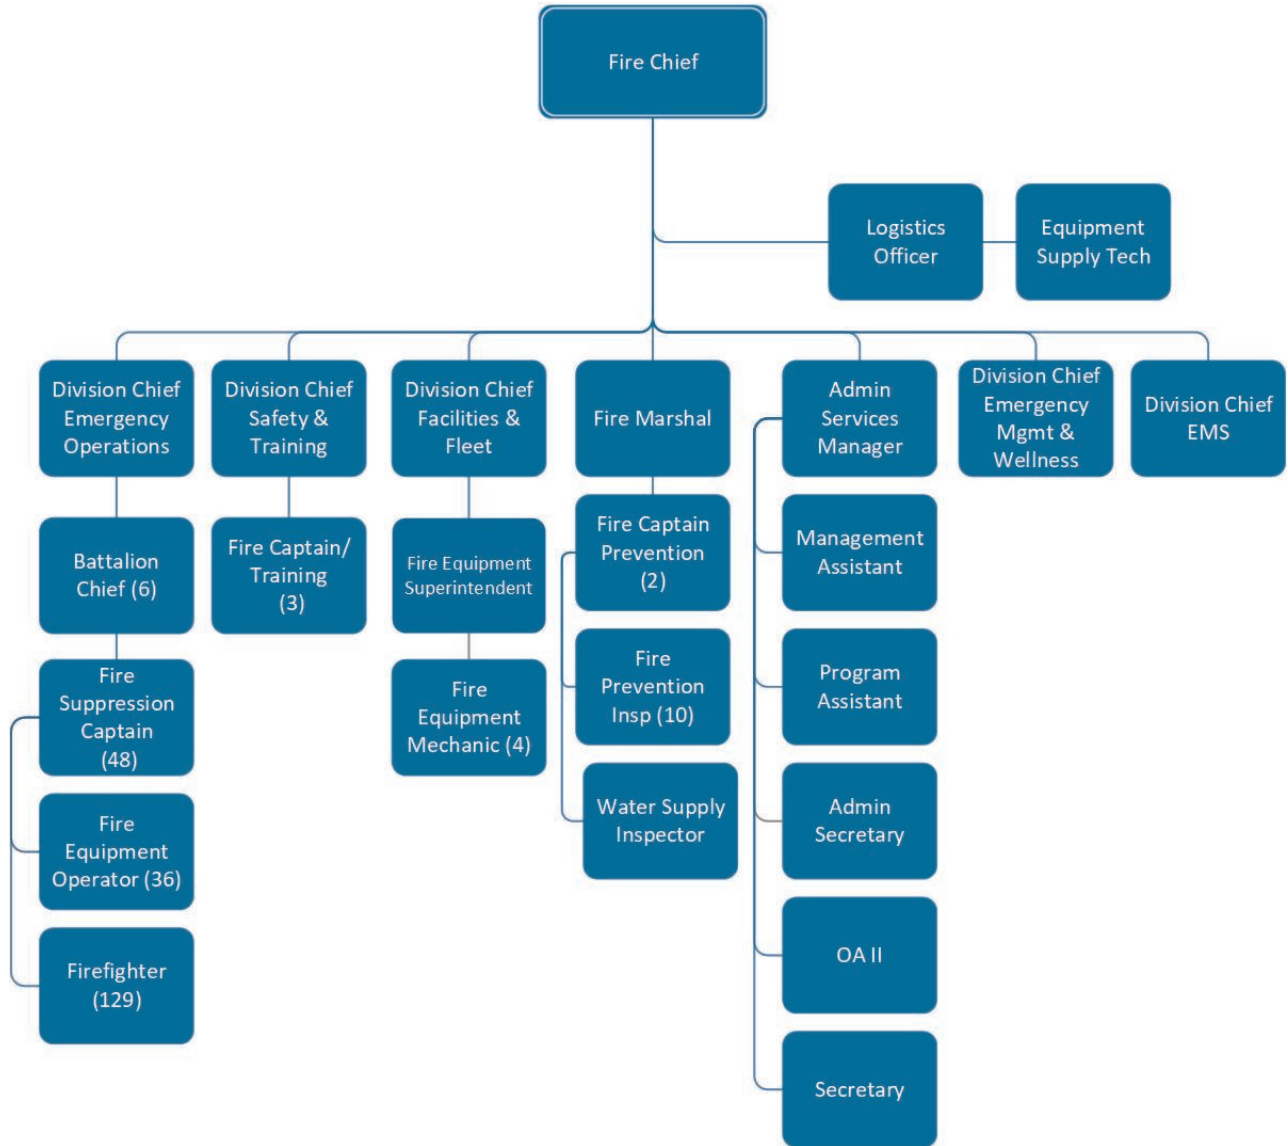 Fire Chief
Logistics
Officer
Equipment
Supply Tech
Division Chief
Emergency
Operations
Division Chief
Safety &
Training
Division Chief
Facilities &
Fleet
Fire Marshal
Admin
Services
Manager
Division Chief
Emergency
Mgmt &
Wellness
Division Chief
EMS
Battalion
Chief (6)
Fire Captain/
Training
(3)
Fire Equipment
Superintendent
Fire Captain
Prevention
(2)
Management
Assistant
Fire
Suppression
Captain
(48)
Fire
Equipment
Mechanic (4)
Fire
Prevention
Insp (10)
Program
Assistant
Fire
Equipment
Operator (36)
Water Supply
Inspector
Admin
Secretary
Firefighter
(129)
OA II
Secretary